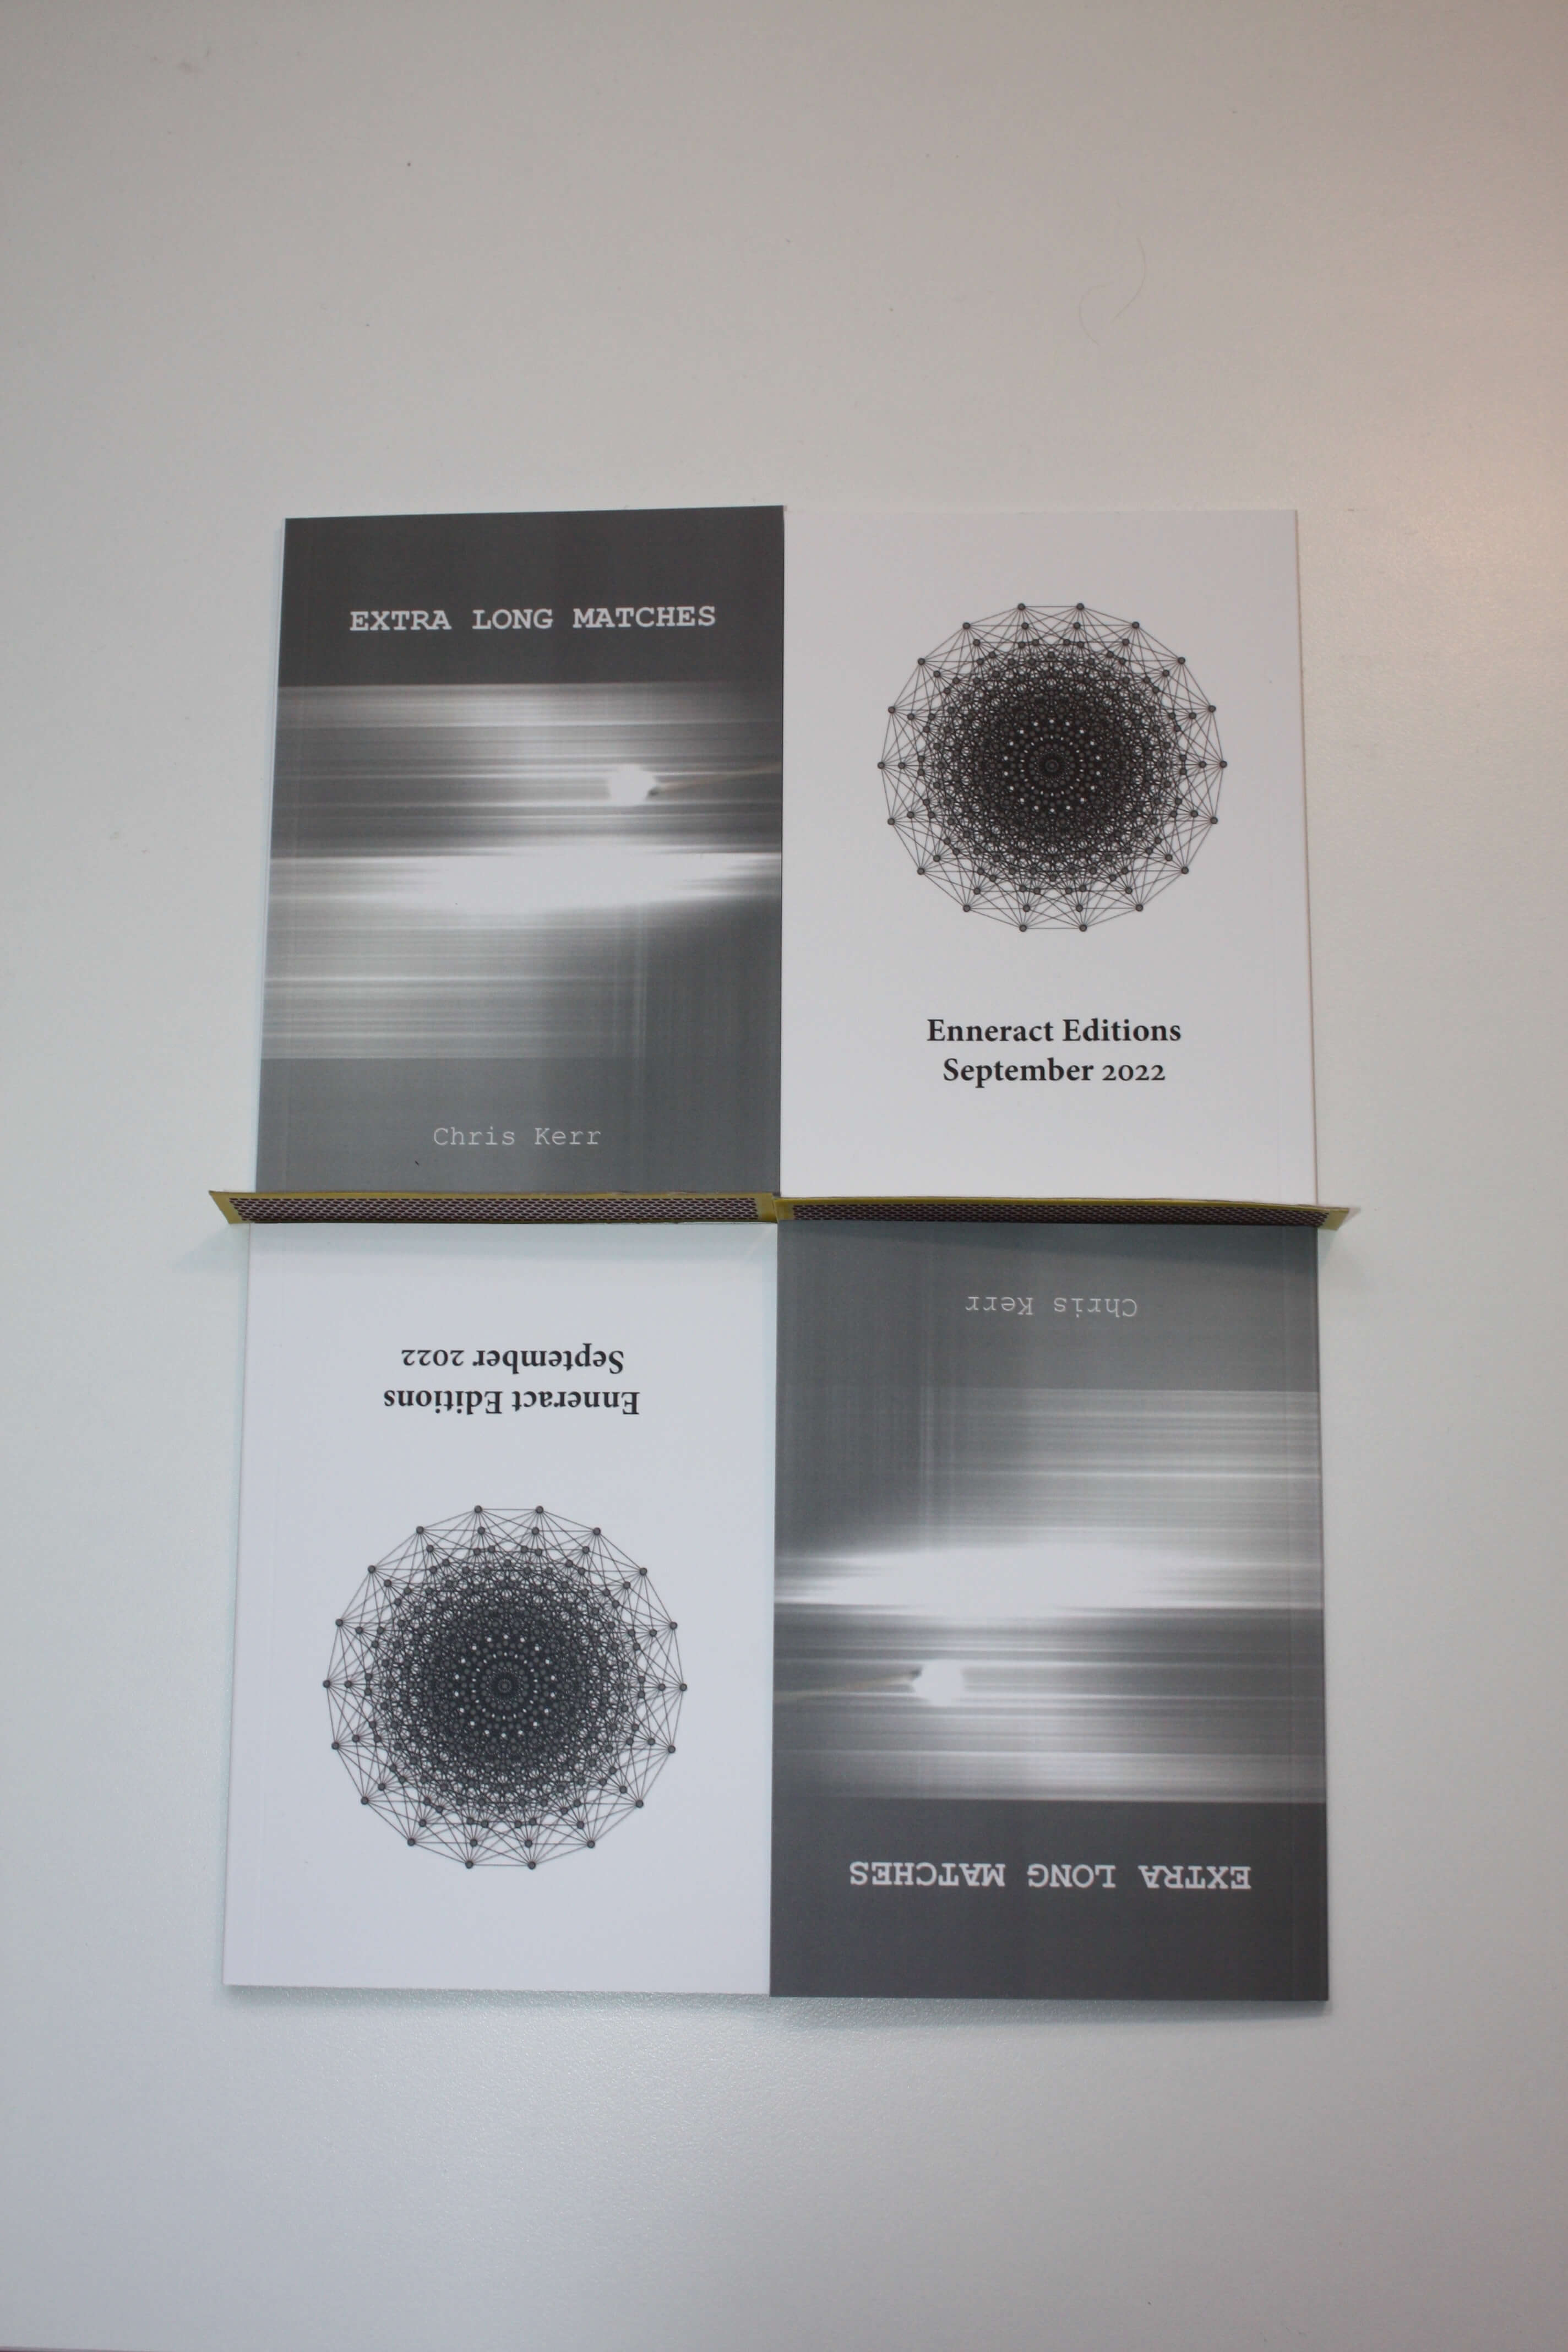 EXTRA LONG MATCHES
Chris Kerr
Enneract Editions
September 2022
Enneract Editions
September 2022
EXTRA LONG MATCHES
Chris Kerr